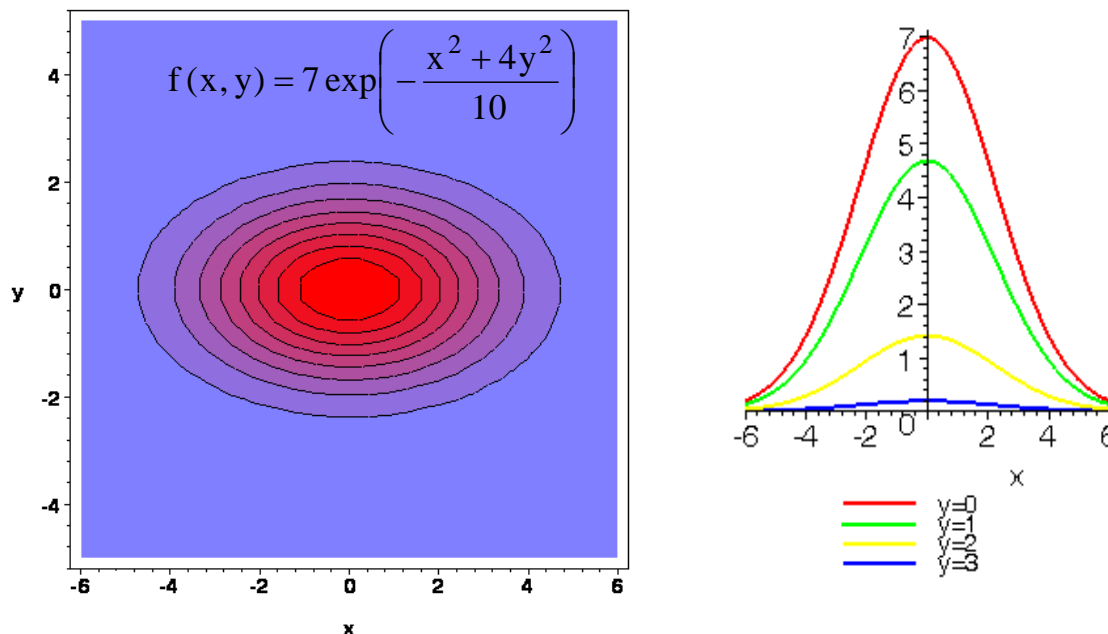 f(x, y) = 7 exp(−(x² + 4y²)/10)
4
2
0
-2
-4
y
-6 -4 -2 0 2 4 6
x
7
6
5
4
3
2
1
0
-6 -4 -2 2 4 6
x
y=0
y=1
y=2
y=3